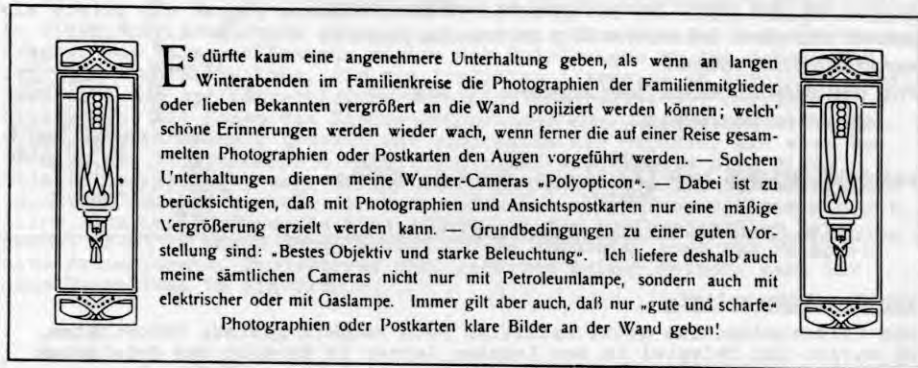 Es dürfte kaum eine angenehmere Unterhaltung geben, als wenn an langen
Winterabenden im Familienkreise die Photographien der Familienmitglieder
oder lieben Bekannten vergrößert an die Wand projiziert werden können; welch'
schöne Erinnerungen werden wieder wach, wenn ferner die auf einer Reise gesam-
melten Photographien oder Postkarten den Augen vorgeführt werden. — Solchen
Unterhaltungen dienen meine Wunder-Cameras „Polyopticon“. — Dabei ist zu
berücksichtigen, daß mit Photographien und Ansichtspostkarten nur eine mäßige
Vergrößerung erzielt werden kann. — Grundbedingungen zu einer guten Vor-
stellung sind: „Bestes Objektiv und starke Beleuchtung“. Ich liefere deshalb auch
meine sämtlichen Cameras nicht nur mit Petroleumlampe, sondern auch mit
elektrischer oder mit Gaslampe. Immer gilt aber auch, daß nur „gute und scharfe“
Photographien oder Postkarten klare Bilder an der Wand geben!